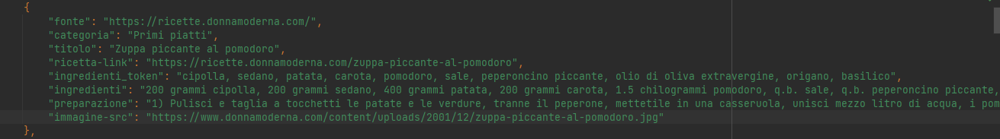 {
"fonte": "https://ricette.donnamoderna.com/",
"categoria": "Primi piatti",
"titolo": "Zuppa piccante al pomodoro",
"ricetta-link": "https://ricette.donnamoderna.com/zuppa-piccante-al-pomodoro",
"ingredienti_token": "cipolla, sedano, patata, carota, pomodoro, sale, peperoncino piccante, olio di oliva extravergine, origano, basilico",
"ingredienti": "200 grammi cipolla, 200 grammi sedano, 400 grammi patata, 200 grammi carota, 1.5 chilogrammi pomodoro, q.b. sale, q.b. peperoncino piccante,
"preparazione": "1) Pulisci e taglia a tocchetti le patate e le verdure, tranne il peperone, mettetile in una casseruola, unisci mezzo litro di acqua, i pom
"immagine-src": "https://www.donnamoderna.com/content/uploads/2001/12/zuppa-piccante-al-pomodoro.jpg"
},